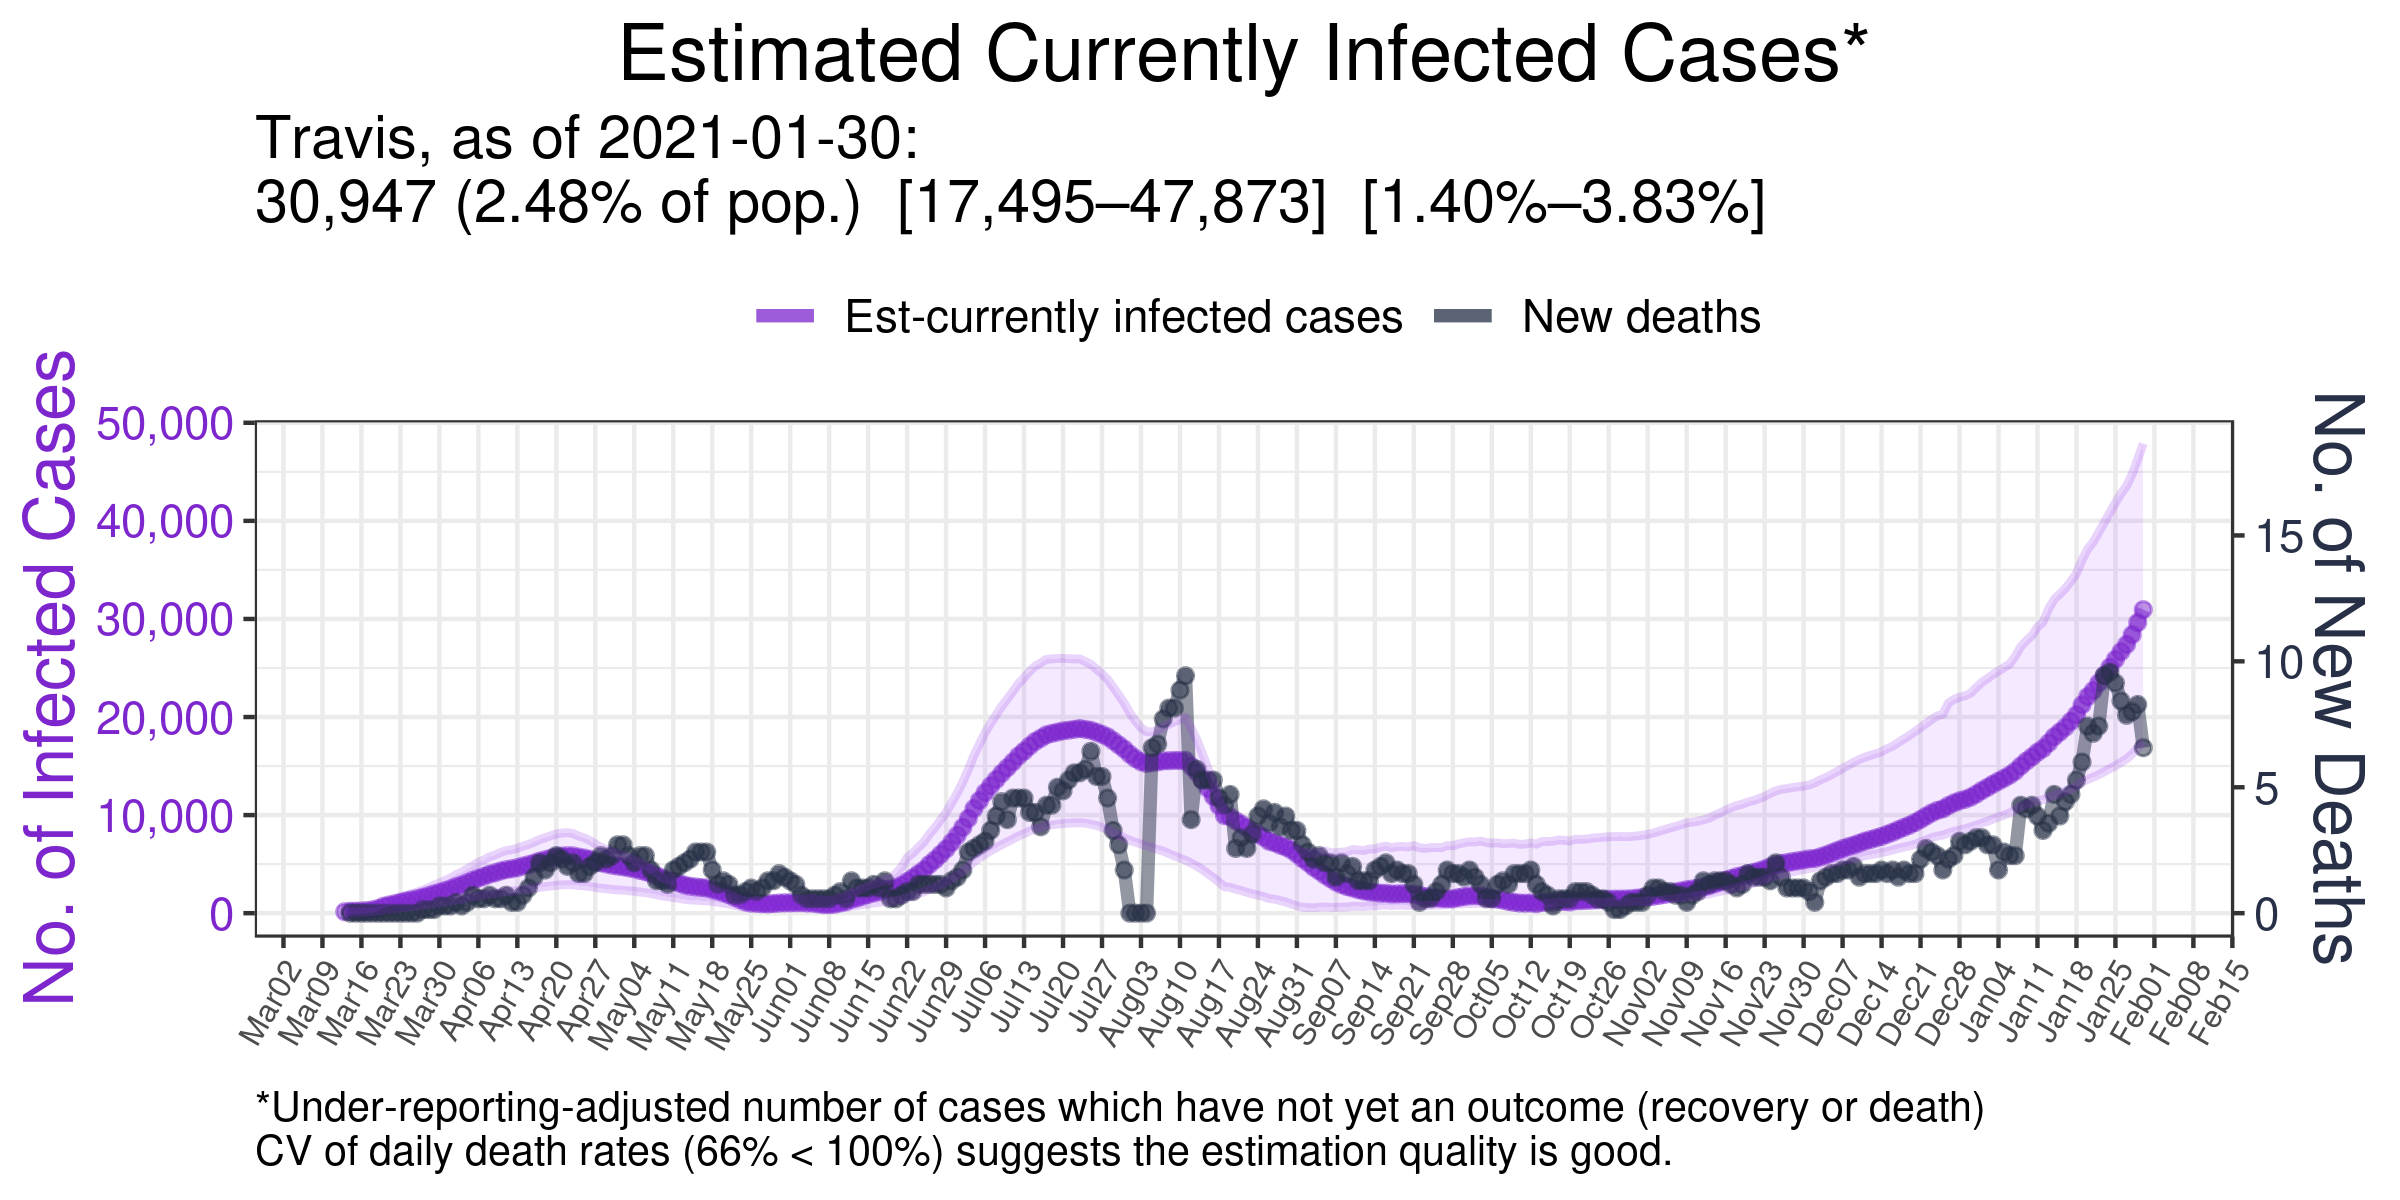 Estimated Currently Infected Cases*
Travis, as of 2021-01-30:
30,947 (2.48% of pop.) [17,495–47,873] [1.40%–3.83%]
Est-currently infected cases
New deaths
No. of Infected Cases
50,000
40,000
30,000
20,000
10,000
0
No. of New Deaths
15
10
5
0
Mar02
Mar09
Mar16
Mar23
Mar30
Apr06
Apr13
Apr20
Apr27
May04
May11
May18
May25
Jun01
Jun08
Jun15
Jun22
Jun29
Jul06
Jul13
Jul20
Jul27
Aug03
Aug10
Aug17
Aug24
Aug31
Sep07
Sep14
Sep21
Sep28
Oct05
Oct12
Oct19
Oct26
Nov02
Nov09
Nov16
Nov23
Nov30
Dec07
Dec14
Dec21
Dec28
Jan04
Jan11
Jan18
Jan25
Feb01
Feb08
Feb15
*Under-reporting-adjusted number of cases which have not yet an outcome (recovery or death)
CV of daily death rates (66% < 100%) suggests the estimation quality is good.